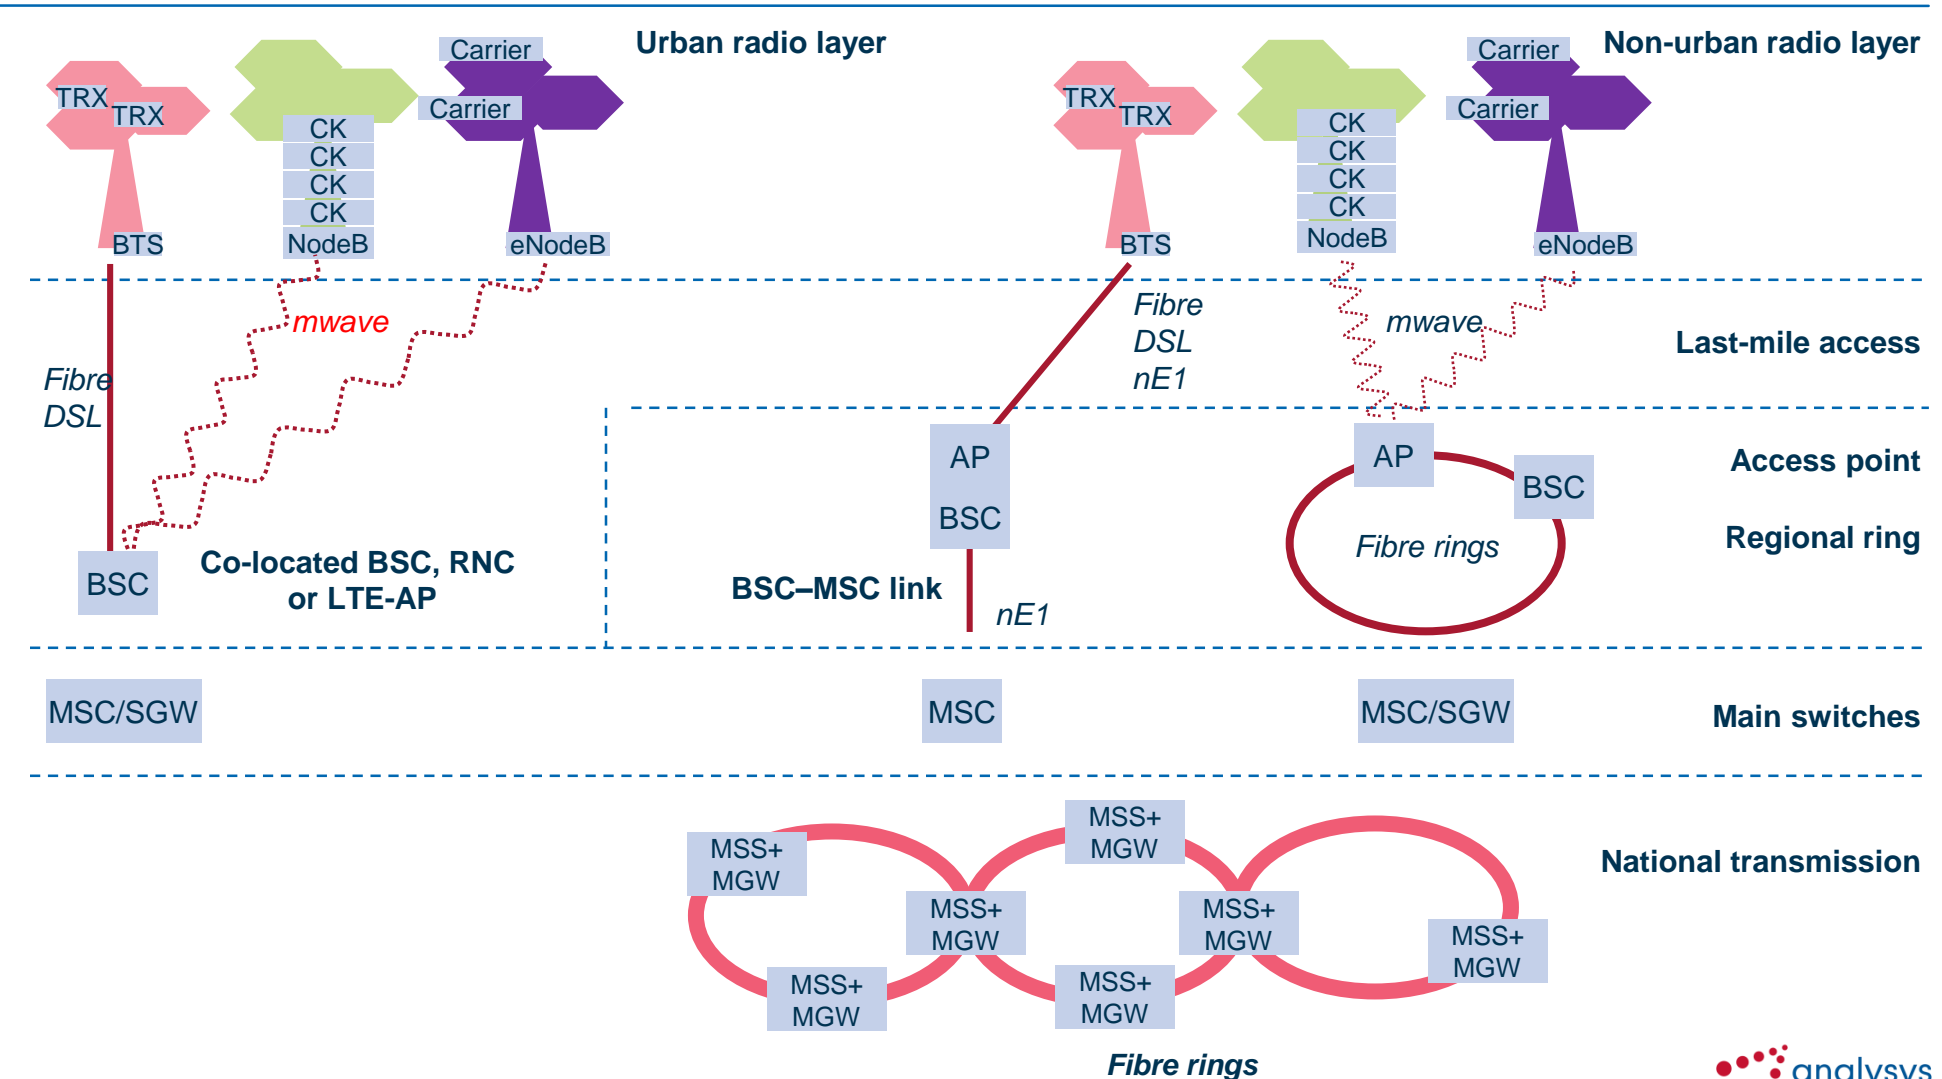 Urban radio layer
Non-urban radio layer
Carrier
Carrier
TRX
TRX
Carrier
Carrier
TRX
TRX
CK
CK
CK
CK
CK
CK
CK
CK
BTS
NodeB
eNodeB
BTS
NodeB
eNodeB
mwave
Fibre
DSL
Fibre
DSL
nE1
mwave
Last-mile access
AP
BSC
AP
BSC
Access point
Fibre rings
Regional ring
BSC
Co-located BSC, RNC
or LTE-AP
BSC–MSC link
nE1
MSC/SGW
MSC
MSC/SGW
Main switches
MSS+
MGW
MSS+
MGW
National transmission
MSS+
MGW
MSS+
MGW
MSS+
MGW
MSS+
MGW
MSS+
MGW
Fibre rings
analysys